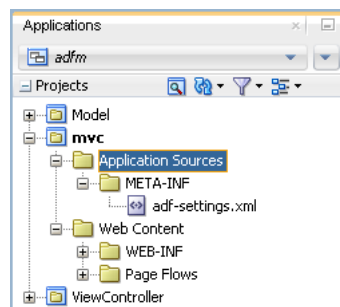 Applications
adfm
Projects
Model
mvc
Application Sources
META-INF
adf-settings.xml
Web Content
WEB-INF
Page Flows
ViewController